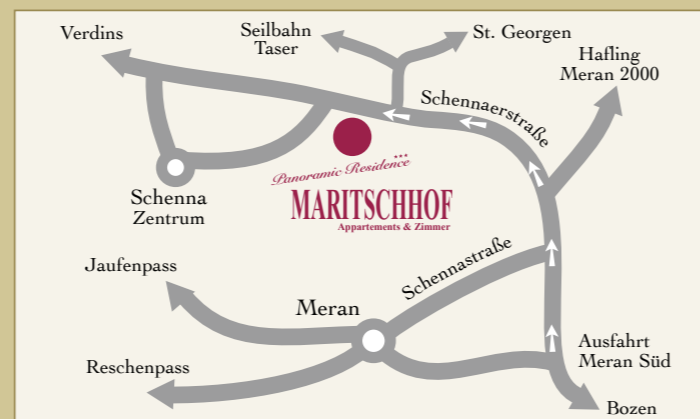 Verdins
Seilbahn
Taser
St. Georgen
Hafling
Meran 2000
Schennaerstraße
Panoramic Residence ***
MARITSCHHOF
Appartements & Zimmer
Schenna
Zentrum
Jaufenpass
Schennastraße
Meran
Reschenpass
Ausfahrt
Meran Süd
Bozen